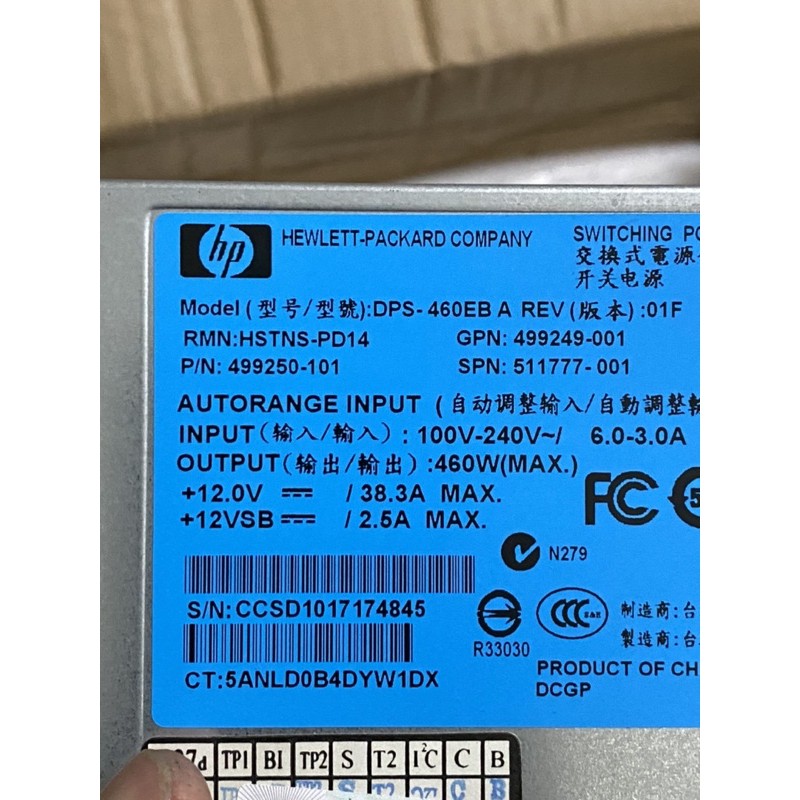 hp HEWLETT-PACKARD COMPANY
SWITCHING
交換式電源
开关电源
Model (型号/型號):DPS-460EB A REV (版本):01F
RMN:HSTNS-PD14 GPN: 499249-001
P/N: 499250-101 SPN: 511777-001
AUTORANGE INPUT (自动调整输入/自動調整
INPUT(输入/輸入): 100V-240V~/ 6.0-3.0A
OUTPUT(输出/輸出):460W(MAX.)
+12.0V ⎓ / 38.3A MAX.
+12VSB ⎓ / 2.5A MAX.
FC
N279
S/N: CCSD1017174845
CCC S&E
制造商:台
製造商:台
R33030
CT:5ANLD0B4DYW1DX
PRODUCT OF
DCGP
TP1 BI TP2 S T2 I²C C B
S T2 C B